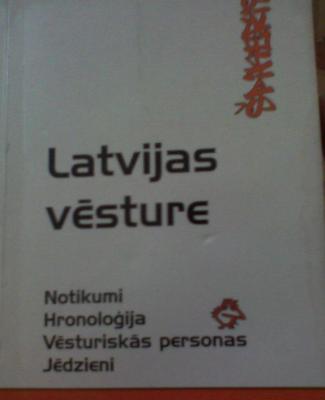 Latvijas
vēsture
Notikumi
Hronoloģija
Vēsturiskās personas
Jēdzieni